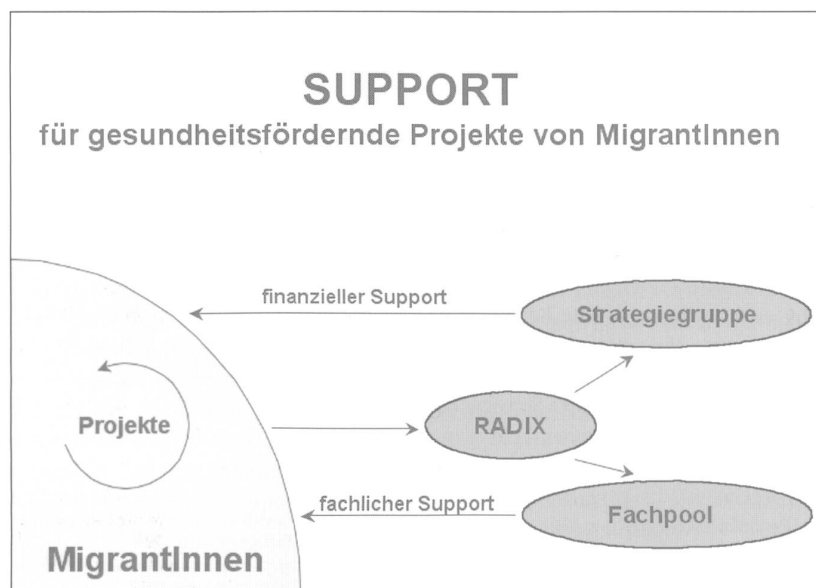 SUPPORT
für gesundheitsfördernde Projekte von MigrantInnen
finanzieller Support
Strategiegruppe
Projekte
RADIX
fachlicher Support
Fachpool
MigrantInnen